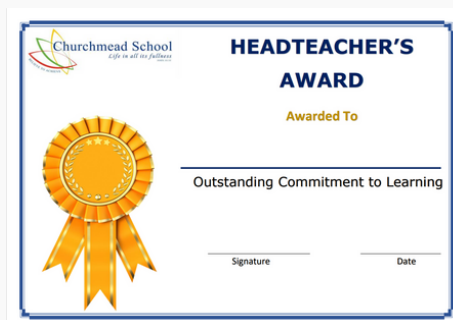 Churchmead School
Life in all its fullness
HEADTEACHER'S
AWARD
Awarded To
Outstanding Commitment to Learning
Signature
Date